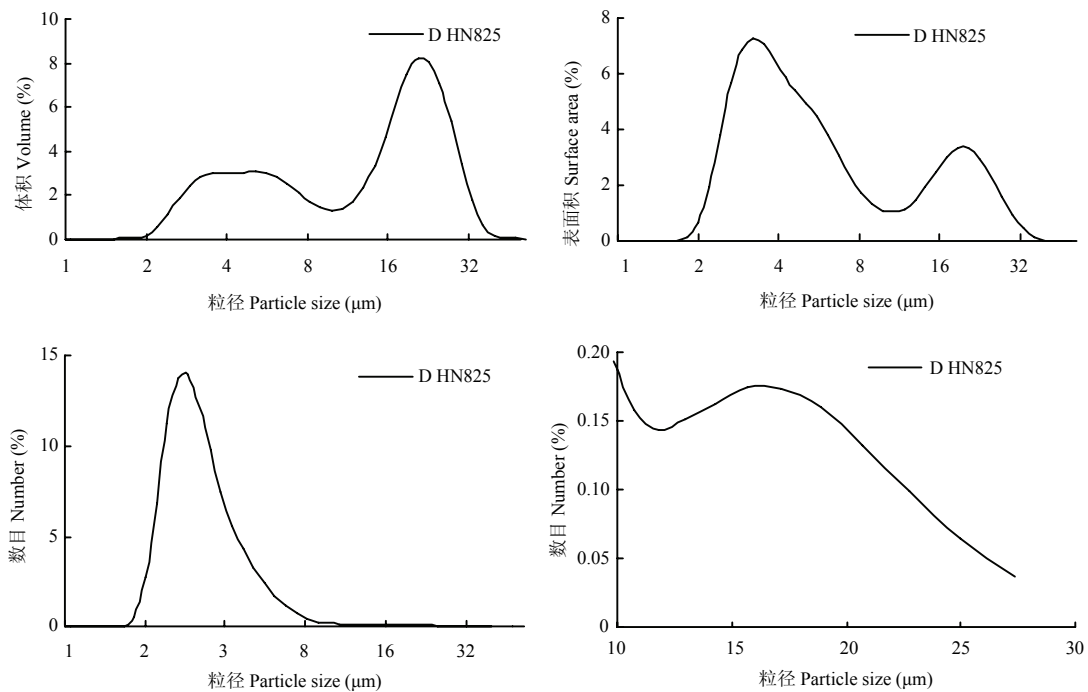 10
8
6
4
2
0
体积 Volume (%)
D HN825
1 2 4 8 16 32
粒径 Particle size (μm)
8
6
4
2
0
表面积 Surface area (%)
D HN825
1 2 4 8 16 32
粒径 Particle size (μm)
15
10
5
0
数目 Number (%)
D HN825
1 2 3 8 16 32
粒径 Particle size (μm)
0.20
0.15
0.10
0.05
0
数目 Number (%)
D HN825
10 15 20 25 30
粒径 Particle size (μm)